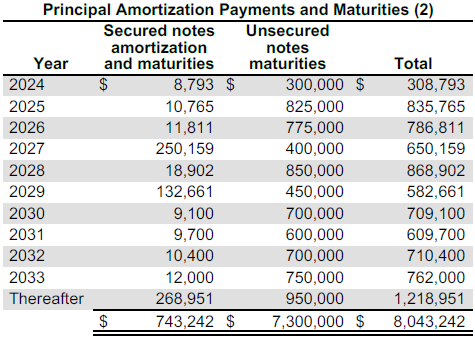 Principal Amortization Payments and Maturities (2)
Secured notes Unsecured
amortization notes
Year and maturities maturities Total
2024 $ 8,793 $ 300,000 $ 308,793
2025 10,765 825,000 835,765
2026 11,811 775,000 786,811
2027 250,159 400,000 650,159
2028 18,902 850,000 868,902
2029 132,661 450,000 582,661
2030 9,100 700,000 709,100
2031 9,700 600,000 609,700
2032 10,400 700,000 710,400
2033 12,000 750,000 762,000
Thereafter 268,951 950,000 1,218,951
$ 743,242 $ 7,300,000 $ 8,043,242